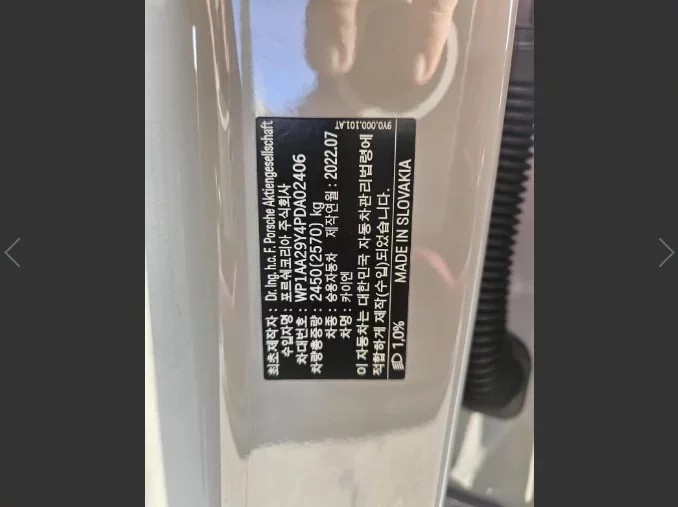 최초제작자 : Dr. Ing. h.c. F. Porsche Aktiengesellschaft
수입자명 : 포르쉐코리아 주식회사
차대번호 : WP1AA29Y4PDA02406
차량총중량 : 2450(2570) kg
차종 : 승용자동차 제작연월 : 2022.07
차명 : 카이엔
이 자동차는 대한민국 자동차관리법령에
적합하게 제작(수입)되었습니다.
1,0% MADE IN SLOVAKIA
9Y0.000.101.AT